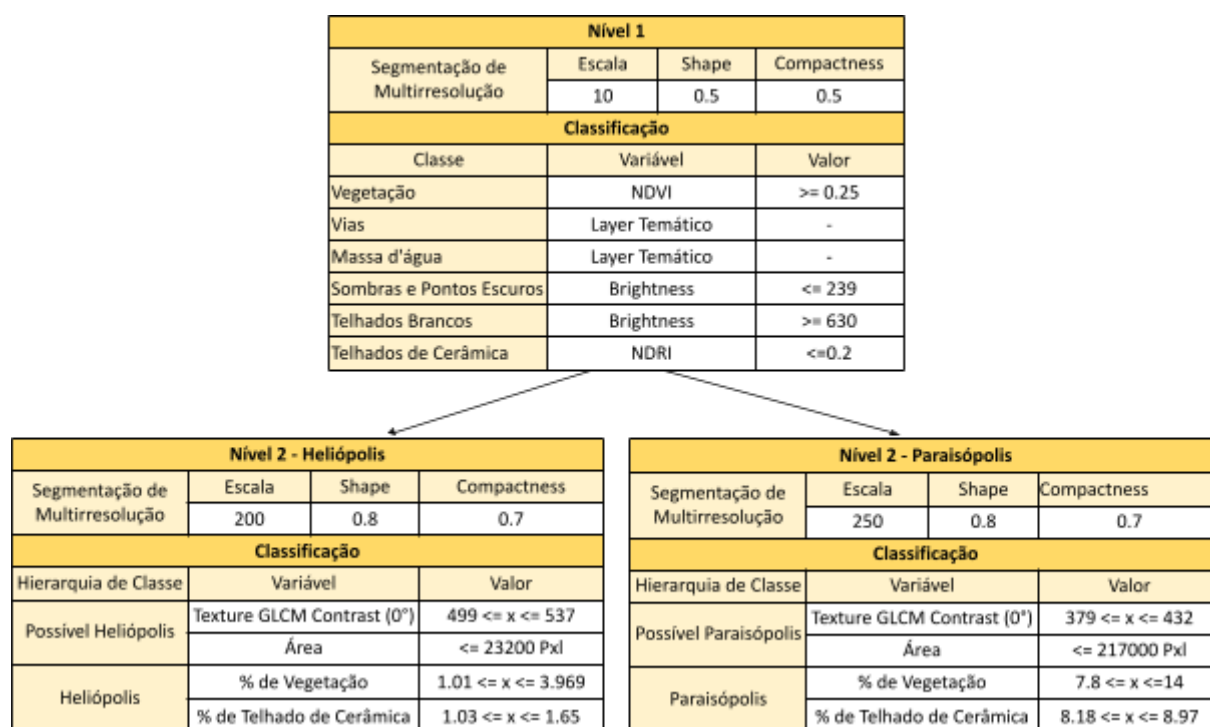 Nível 1
Segmentação de Multirresolução
Escala Shape Compactness
10 0.5 0.5
Classificação
Classe Variável Valor
Vegetação NDVI >= 0.25
Vias Layer Temático -
Massa d'água Layer Temático -
Sombras e Pontos Escuros Brightness <= 239
Telhados Brancos Brightness >= 630
Telhados de Cerâmica NDRI <=0.2
Nível 2 - Heliópolis
Segmentação de Multirresolução
Escala Shape Compactness
200 0.8 0.7
Classificação
Hierarquia de Classe Variável Valor
Possível Heliópolis
Texture GLCM Contrast (0°) 499 <= x <= 537
Área <= 23200 Pxl
Heliópolis
% de Vegetação 1.01 <= x <= 3.969
% de Telhado de Cerâmica 1.03 <= x <= 1.65
Nível 2 - Paraisópolis
Segmentação de Multirresolução
Escala Shape Compactness
250 0.8 0.7
Classificação
Hierarquia de Classe Variável Valor
Possível Paraisópolis
Texture GLCM Contrast (0°) 379 <= x <= 432
Área <= 217000 Pxl
Paraisópolis
% de Vegetação 7.8 <= x <=14
% de Telhado de Cerâmica 8.18 <= x <= 8.97